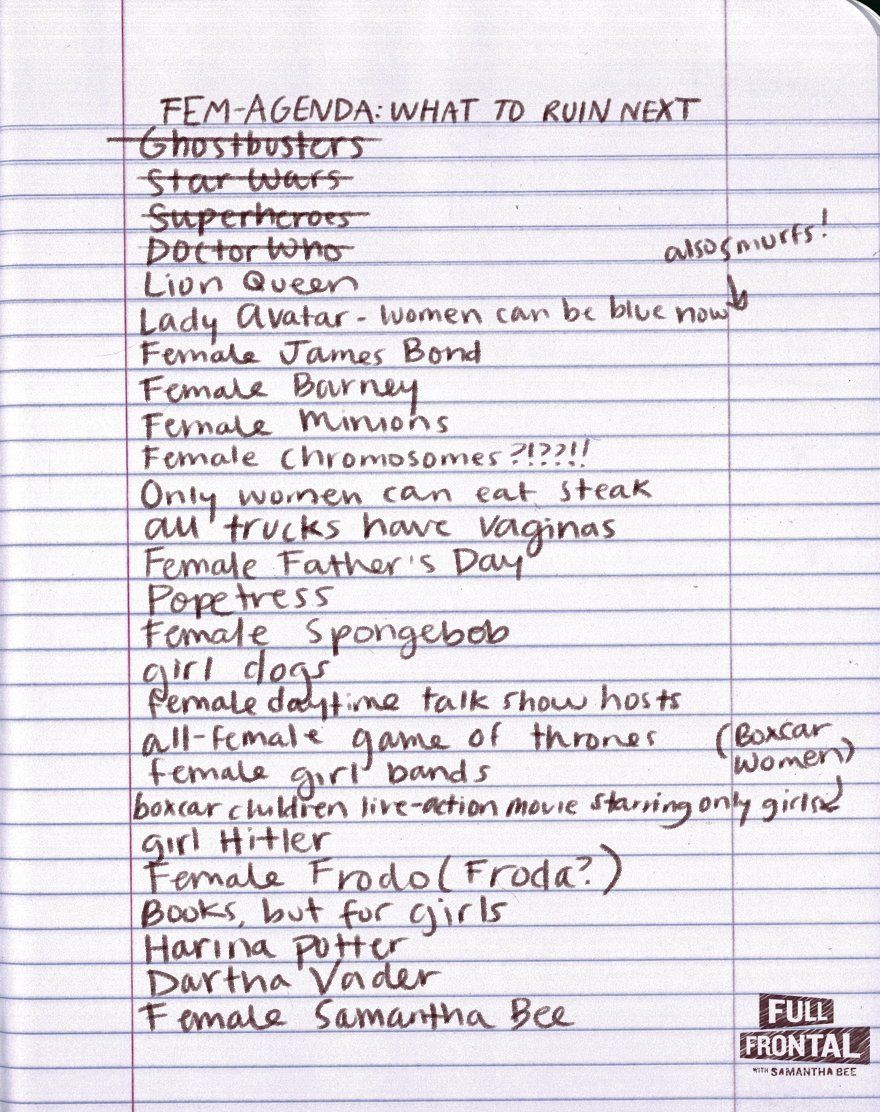 FEM-AGENDA: WHAT TO RUIN NEXT
Ghostbusters
Star Wars
Superheroes
Doctor Who
also smurfs!
Lion Queen
Lady Avatar - women can be blue now
Female James Bond
Female Barney
Female Minions
Female chromosomes?!??!!
Only women can eat steak
all trucks have vaginas
Female Father's Day
Popetress
Female Spongebob
girl dogs
female daytime talk show hosts
all-female game of thrones
(Boxcar
Women)
female girl bands
boxcar children live-action movie starring only girls
girl Hitler
Female Frodo (Froda?)
Books, but for girls
Harina Potter
Dartha Vader
Female Samantha Bee
FULL
FRONTAL
WITH SAMANTHA BEE